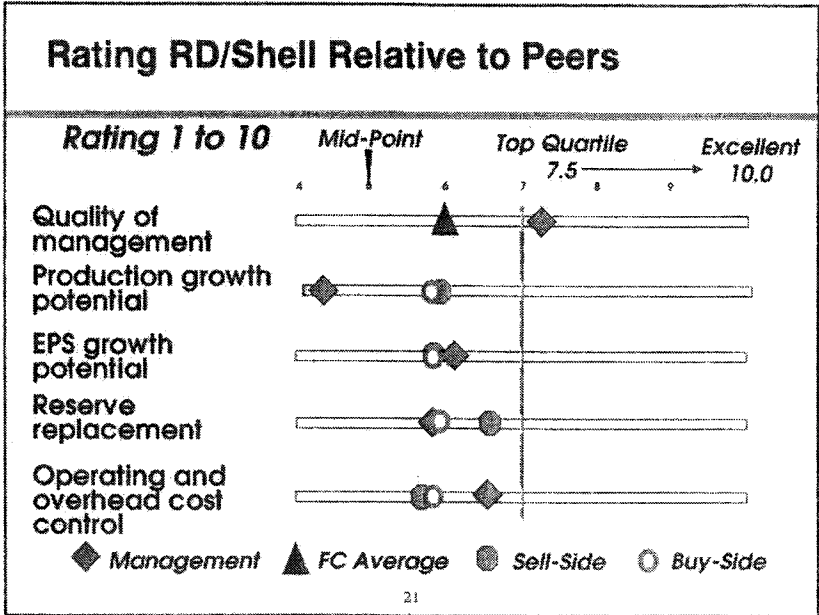 Rating RD/Shell Relative to Peers
Rating 1 to 10
Mid-Point
Top Quartile
Excellent
7.5
10.0
4 5 6 7 8 9
Quality of
management
Production growth
potential
EPS growth
potential
Reserve
replacement
Operating and
overhead cost
control
Management FC Average Sell-Side Buy-Side
21